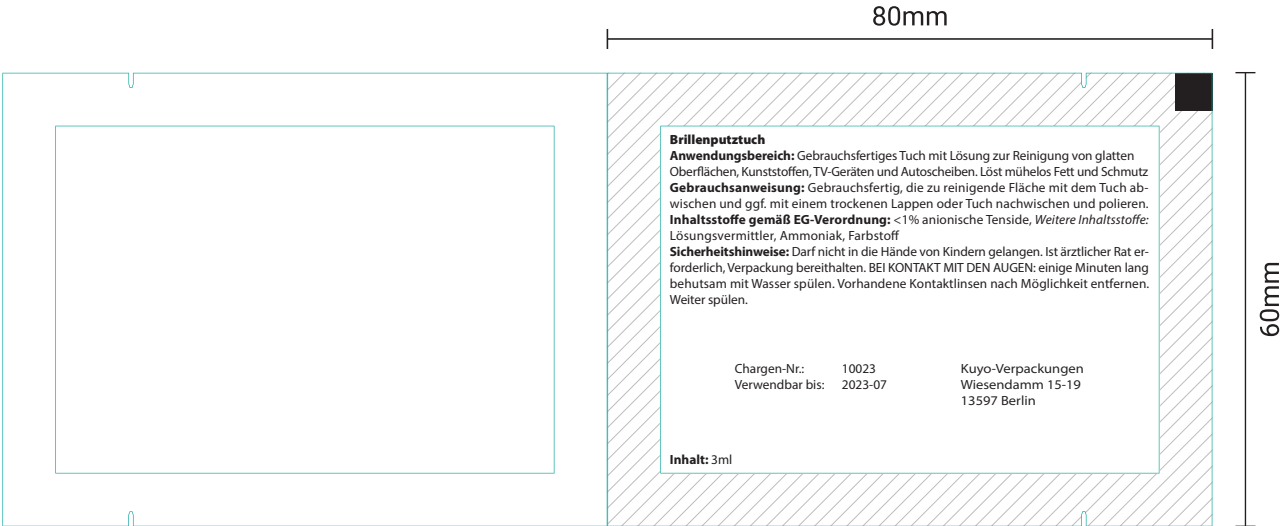 80mm
Brillenputztuch
Anwendungsbereich: Gebrauchsfertiges Tuch mit Lösung zur Reinigung von glatten
Oberflächen, Kunststoffen, TV-Geräten und Autoscheiben. Löst mühelos Fett und Schmutz
Gebrauchsanweisung: Gebrauchsfertig, die zu reinigende Fläche mit dem Tuch ab-
wischen und ggf. mit einem trockenen Lappen oder Tuch nachwischen und polieren.
Inhaltsstoffe gemäß EG-Verordnung: <1% anionische Tenside, Weitere Inhaltsstoffe:
Lösungsvermittler, Ammoniak, Farbstoff
Sicherheitshinweise: Darf nicht in die Hände von Kindern gelangen. Ist ärztlicher Rat er-
forderlich, Verpackung bereithalten. BEI KONTAKT MIT DEN AUGEN: einige Minuten lang
behutsam mit Wasser spülen. Vorhandene Kontaktlinsen nach Möglichkeit entfernen.
Weiter spülen.
Chargen-Nr.: 10023
Verwendbar bis: 2023-07
Kuyo-Verpackungen
Wiesendamm 15-19
13597 Berlin
Inhalt: 3ml
60mm